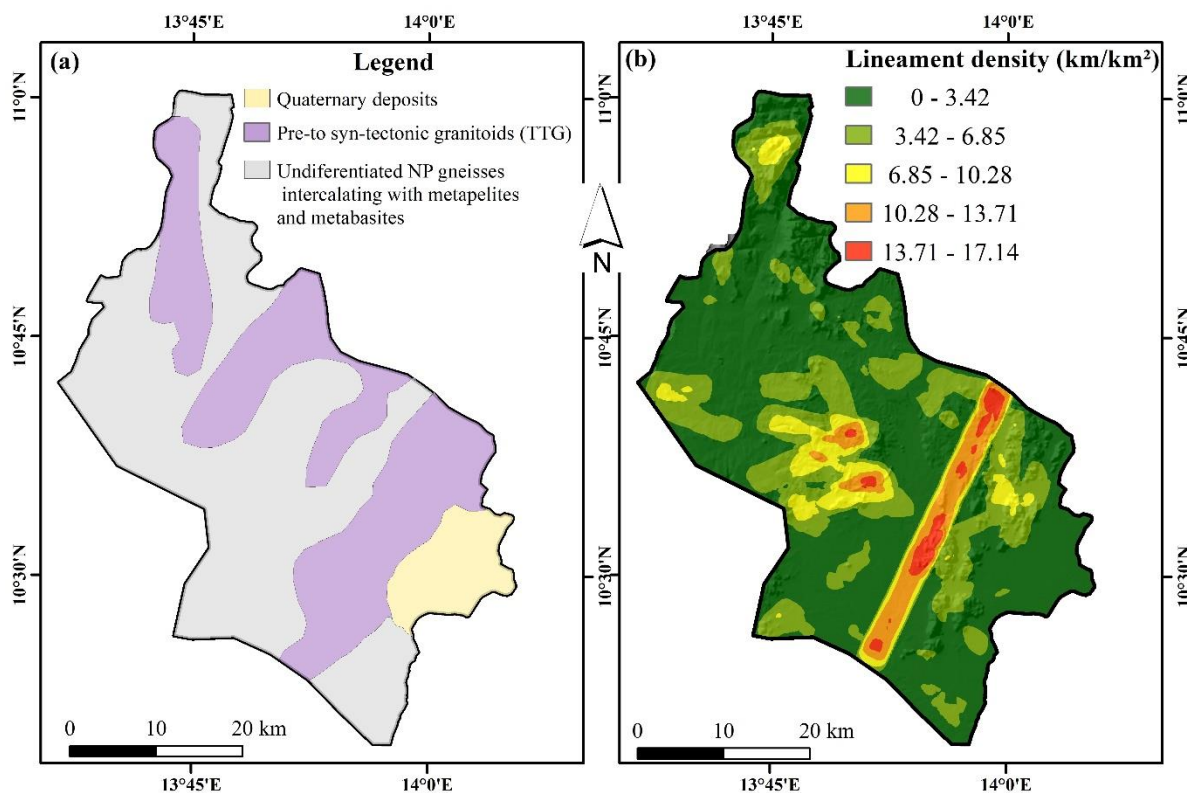 13°45'E 14°0'E
(a) Legend
Quaternary deposits
Pre-to syn-tectonic granitoids (TTG)
Undiferentiated NP gneisses
intercalating with metapelites
and metabasites
11°0'N
10°45'N
10°30'N
0 10 20 km
13°45'E 14°0'E
N
13°45'E 14°0'E
(b) Lineament density (km/km²)
0 - 3.42
3.42 - 6.85
6.85 - 10.28
10.28 - 13.71
13.71 - 17.14
11°0'N
10°45'N
10°45'N
10°30'N
10°30'N
0 10 20 km
13°45'E 14°0'E